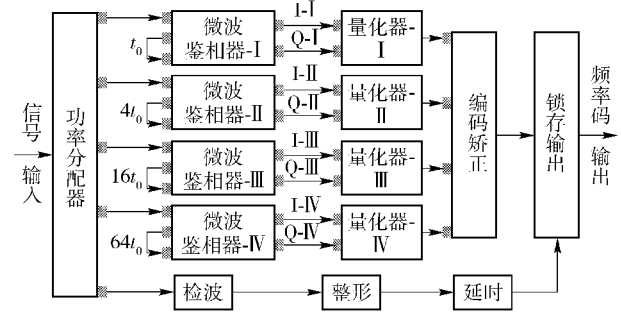 信号
输入
功率分配器
t₀
微波
鉴相器-Ⅰ
I-Ⅰ
Q-Ⅰ
量化器-
Ⅰ
4t₀
微波
鉴相器-Ⅱ
I-Ⅱ
Q-Ⅱ
量化器-
Ⅱ
16t₀
微波
鉴相器-Ⅲ
I-Ⅲ
Q-Ⅲ
量化器-
Ⅲ
64t₀
微波
鉴相器-Ⅳ
I-Ⅳ
Q-Ⅳ
量化器-
Ⅳ
编码矫正
锁存输出
频率码
输出
检波
整形
延时